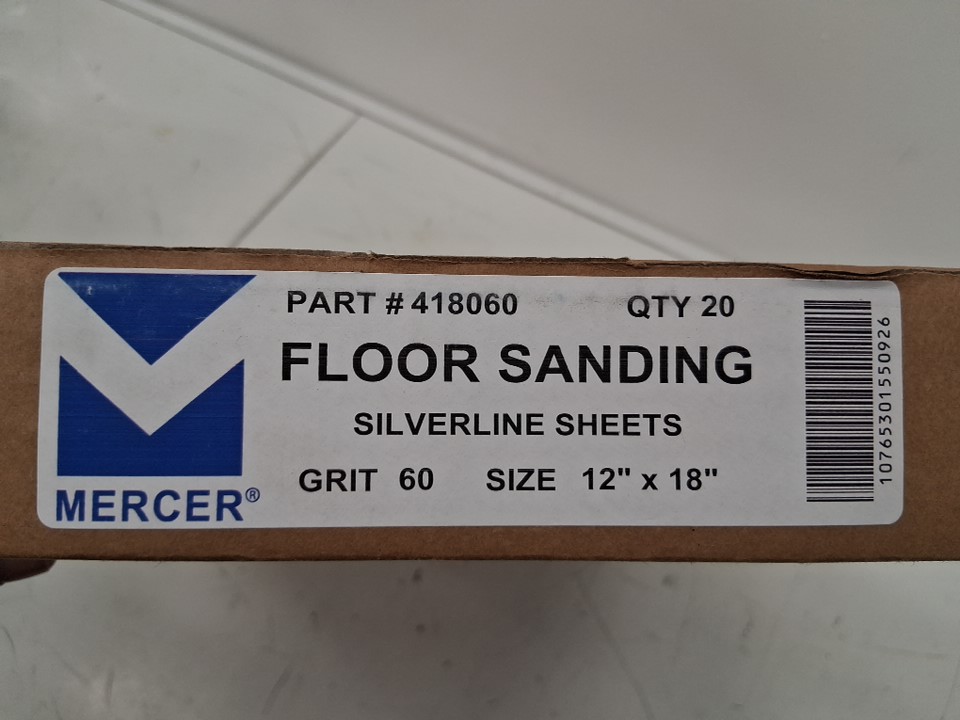 PART # 418060 QTY 20
FLOOR SANDING
SILVERLINE SHEETS
GRIT 60 SIZE 12" x 18"
MERCER®
10765301550926